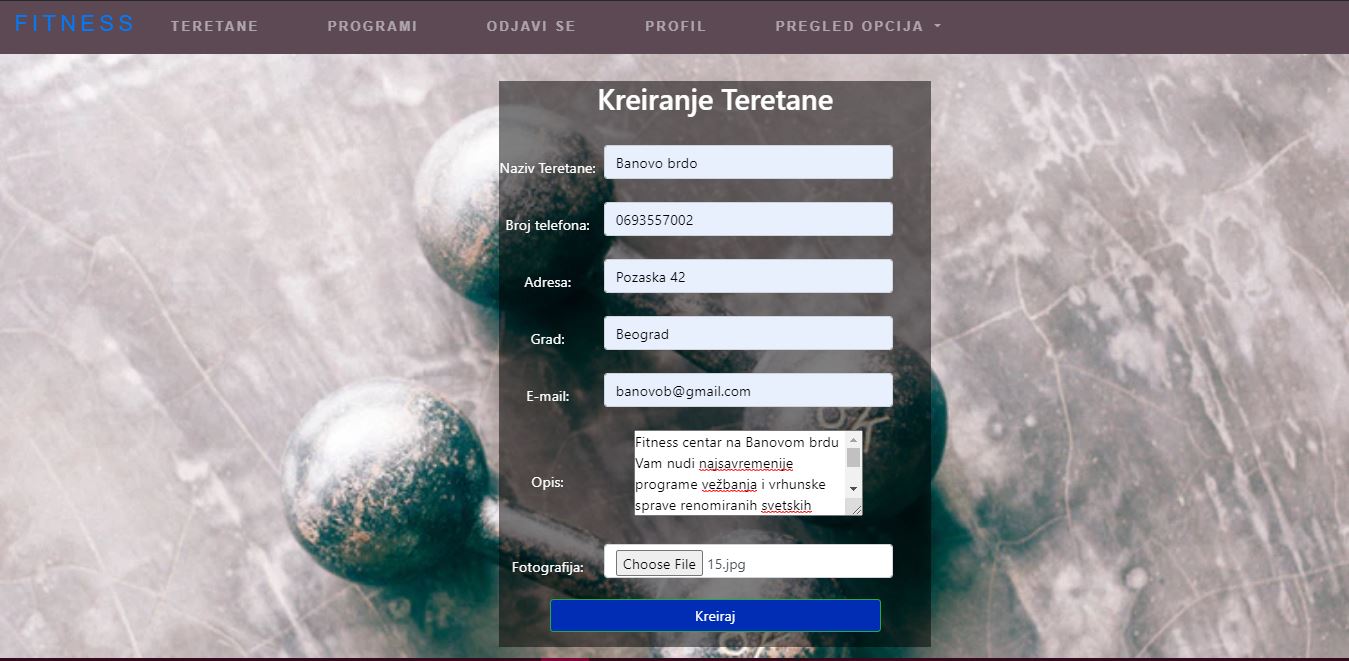 FITNESS TERETANE PROGRAMI ODJAVI SE PROFIL PREGLED OPCIJA
Kreiranje Teretane
Naziv Teretane: Banovo brdo
Broj telefona: 0693557002
Adresa: Pozaska 42
Grad: Beograd
E-mail: banovob@gmail.com
Opis:
Fitness centar na Banovom brdu
Vam nudi najsavremenije
programe vežbanja i vrhunske
sprave renomiranih svetskih
Fotografija: Choose File 15.jpg
Kreiraj